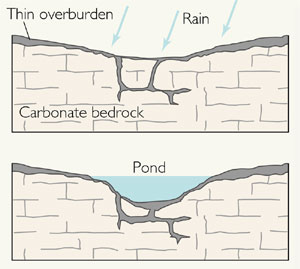 Thin overburden
Rain
Carbonate bedrock
Pond